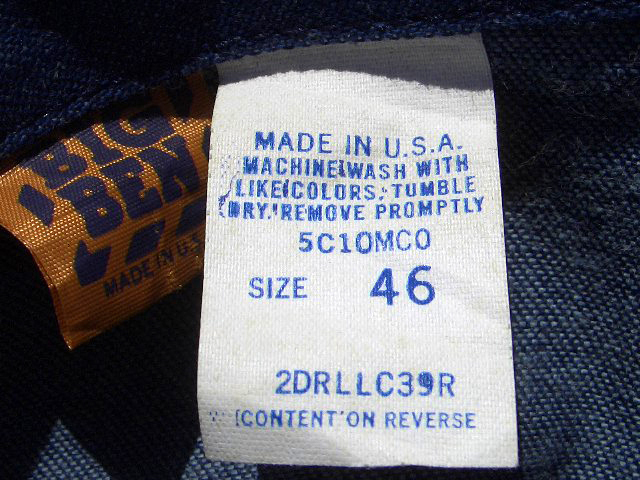 BIG
BEN
MADE IN U.S.
MADE IN U.S.A.
MACHINE WASH WITH
LIKE COLORS, TUMBLE
DRY. REMOVE PROMPTLY
5C10MCO
SIZE 46
2DRLLC39R
CONTENT ON REVERSE